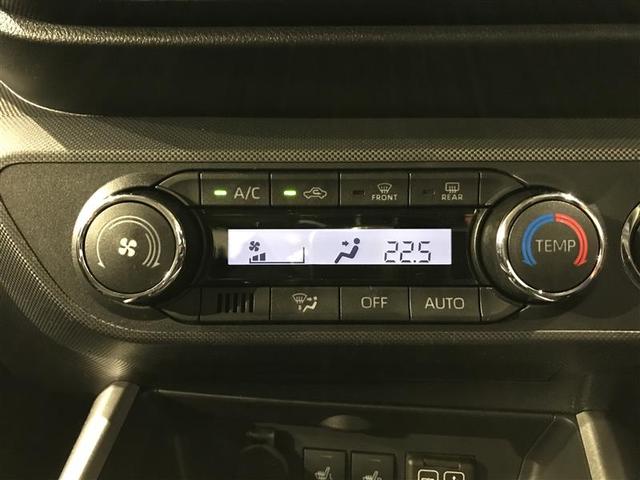 A/C
FRONT
REAR
22.5
TEMP
OFF
AUTO